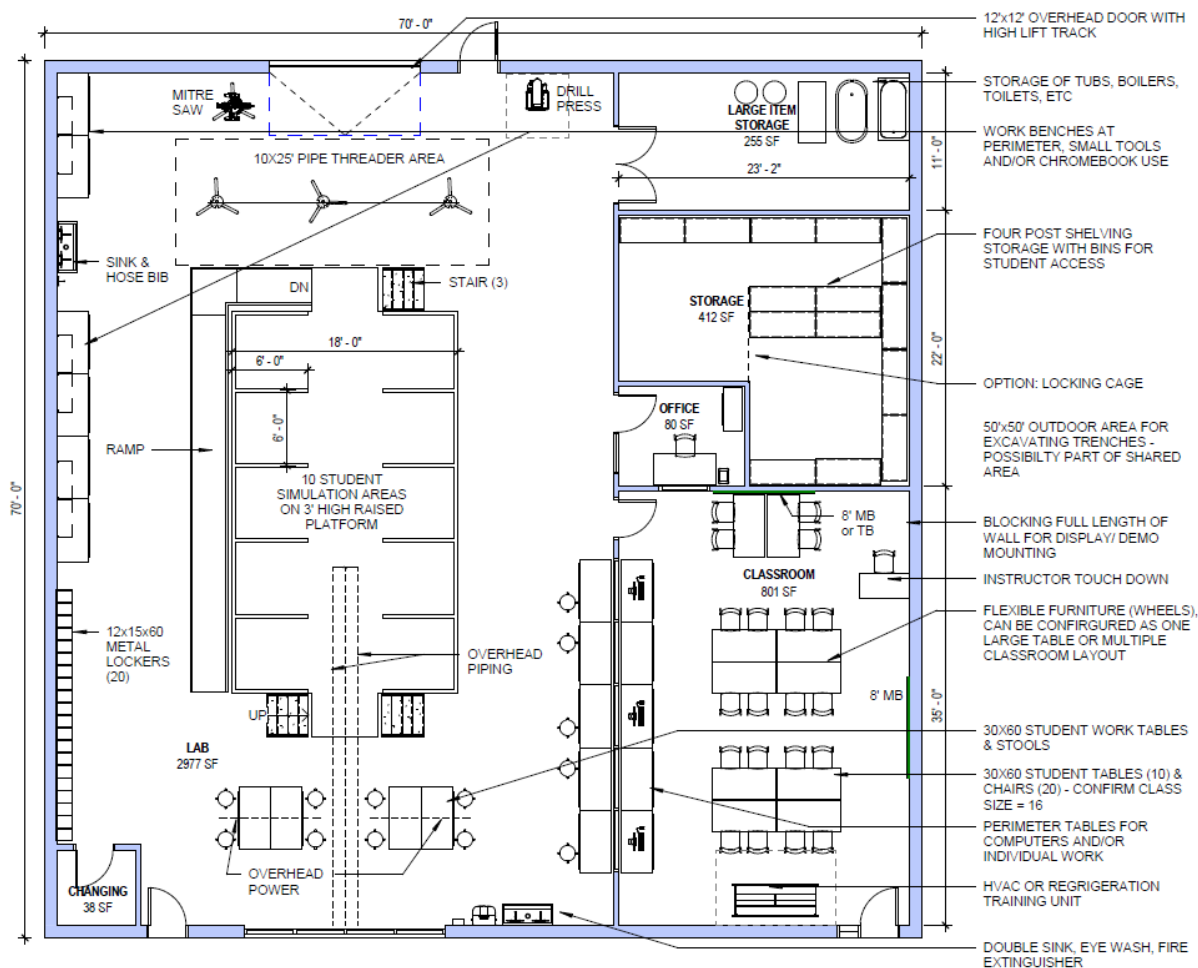 70' - 0"
12'x12' OVERHEAD DOOR WITH
HIGH LIFT TRACK
MITRE
SAW
DRILL
PRESS
LARGE ITEM
STORAGE
255 SF
23' - 2"
11' - 0"
STORAGE OF TUBS, BOILERS,
TOILETS, ETC
WORK BENCHES AT
PERIMETER, SMALL TOOLS
AND/OR CHROMEBOOK USE
10X25' PIPE THREADER AREA
SINK &
HOSE BIB
DN
STAIR (3)
STORAGE
412 SF
22' - 0"
FOUR POST SHELVING
STORAGE WITH BINS FOR
STUDENT ACCESS
18' - 0"
6' - 0"
6' - 0"
OPTION: LOCKING CAGE
OFFICE
80 SF
50'x50' OUTDOOR AREA FOR
EXCAVATING TRENCHES -
POSSIBILTY PART OF SHARED
AREA
RAMP
70' - 0"
10 STUDENT
SIMULATION AREAS
ON 3' HIGH RAISED
PLATFORM
8' MB
or TB
BLOCKING FULL LENGTH OF
WALL FOR DISPLAY/ DEMO
MOUNTING
CLASSROOM
801 SF
INSTRUCTOR TOUCH DOWN
FLEXIBLE FURNITURE (WHEELS),
CAN BE CONFIRGURED AS ONE
LARGE TABLE OR MULTIPLE
CLASSROOM LAYOUT
12x15x60
METAL
LOCKERS
(20)
OVERHEAD
PIPING
8' MB
35' - 0"
UP
LAB
2977 SF
30X60 STUDENT WORK TABLES
& STOOLS
30X60 STUDENT TABLES (10) &
CHAIRS (20) - CONFIRM CLASS
SIZE = 16
PERIMETER TABLES FOR
COMPUTERS AND/OR
INDIVIDUAL WORK
OVERHEAD
POWER
CHANGING
38 SF
HVAC OR REGRIGERATION
TRAINING UNIT
DOUBLE SINK, EYE WASH, FIRE
EXTINGUISHER